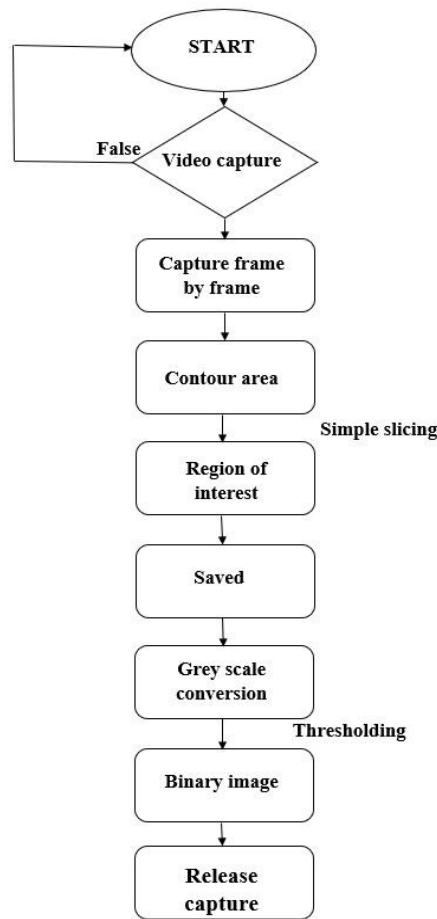 START
False
Video capture
Capture frame
by frame
Contour area
Simple slicing
Region of
interest
Saved
Grey scale
conversion
Thresholding
Binary image
Release
capture